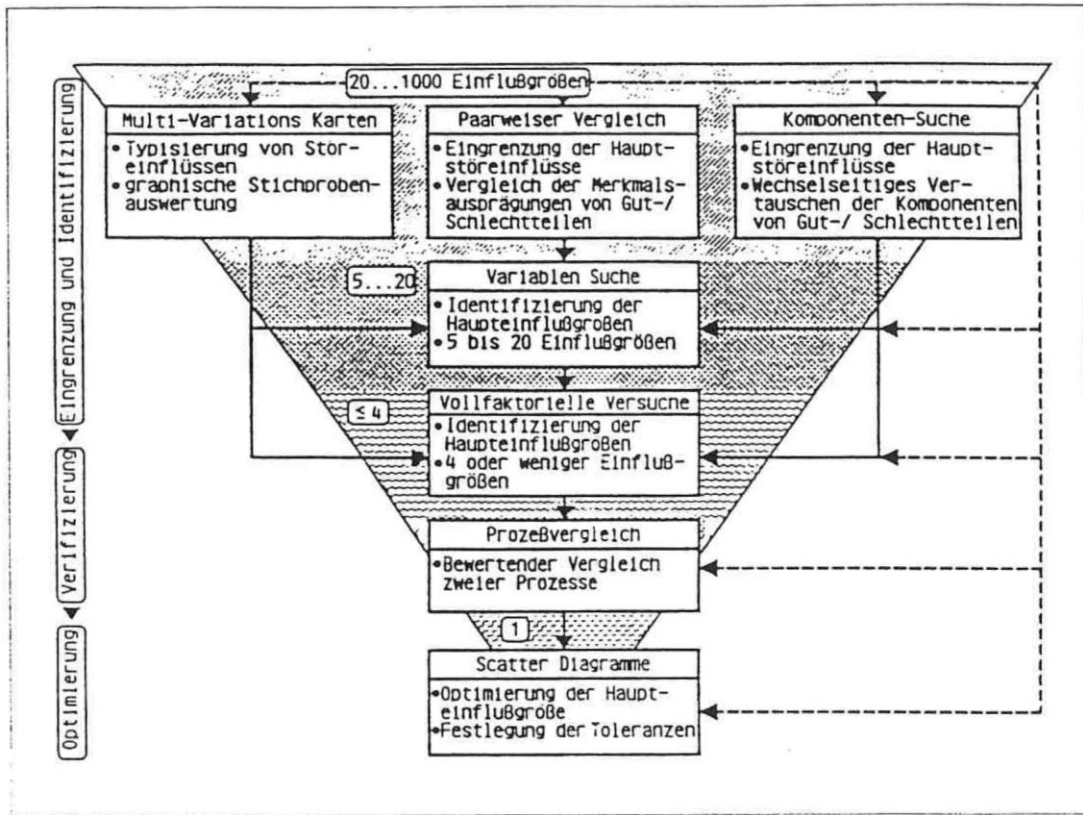 Eingrenzung und Identifizierung
Verifizierung
Optimierung
20...1000 Einflußgrößen
Multi-Variations Karten
• Typisierung von Stör-
einflüssen
• graphische Stichproben-
auswertung
Paarweiser Vergleich
• Eingrenzung der Haupt-
störeinflüsse
• Vergleich der Merkmals-
ausprägungen von Gut-/
Schlechtteilen
Komponenten-Suche
• Eingrenzung der Haupt-
störeinflüsse
• Wechselseitiges Ver-
tauschen der Komponenten
von Gut-/ Schlechtteilen
5...20
Variablen Suche
• Identifizierung der
Haupteinflußgroßen
• 5 bis 20 Einflußgrößen
≤ 4
Vollfaktorielle Versuche
• Identifizierung der
Haupteinflußgroßen
• 4 oder weniger Einfluß-
größen
Prozeßvergleich
• Bewertender Vergleich
zweier Prozesse
1
Scatter Diagramme
• Optimierung der Haupt-
einflußgröße
• Festlegung der Toleranzen